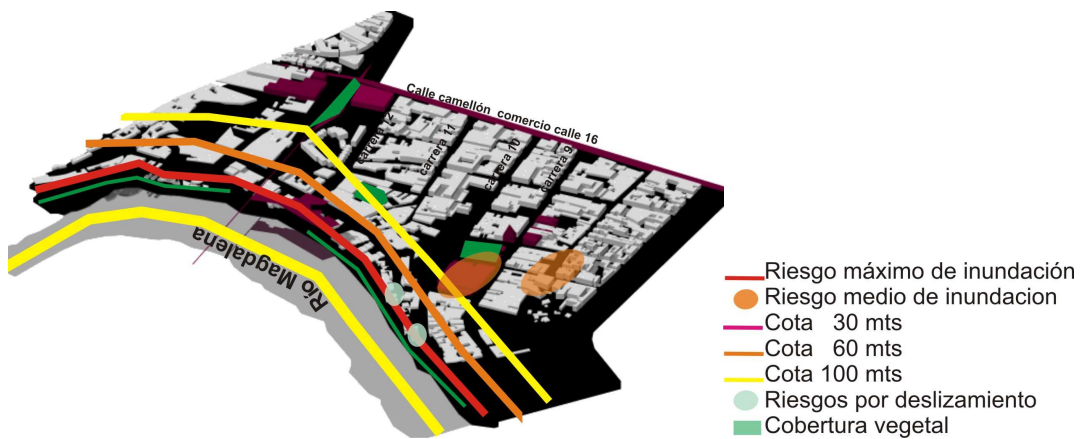 Calle camellón comercio calle 16
carrera 12
carrera 11
carrera 10
carrera 9
Río Magdalena
Riesgo máximo de inundación
Riesgo medio de inundacion
Cota 30 mts
Cota 60 mts
Cota 100 mts
Riesgos por deslizamiento
Cobertura vegetal